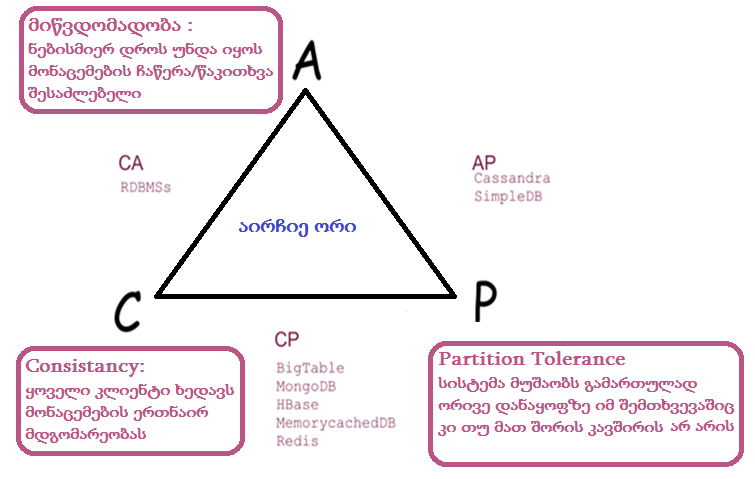 მიწვდომადობა :
ნებისმიერ დროს უნდა იყოს
მონაცემების ჩაწერა/წაკითხვა
შესაძლებელი
A
CA
RDBMSs
AP
Cassandra
SimpleDB
აირჩიე ორი
C
P
CP
BigTable
MongoDB
HBase
MemorycachedDB
Redis
Consistancy:
ყოველი კლიენტი ხედავს
მონაცემების ერთნაირ
მდგომარეობას
Partition Tolerance
სისტემა მუშაობს გამართულად
ორივე დანაყოფზე იმ შემთხვევაშიც
კი თუ მათ შორის კავშირის არ არის